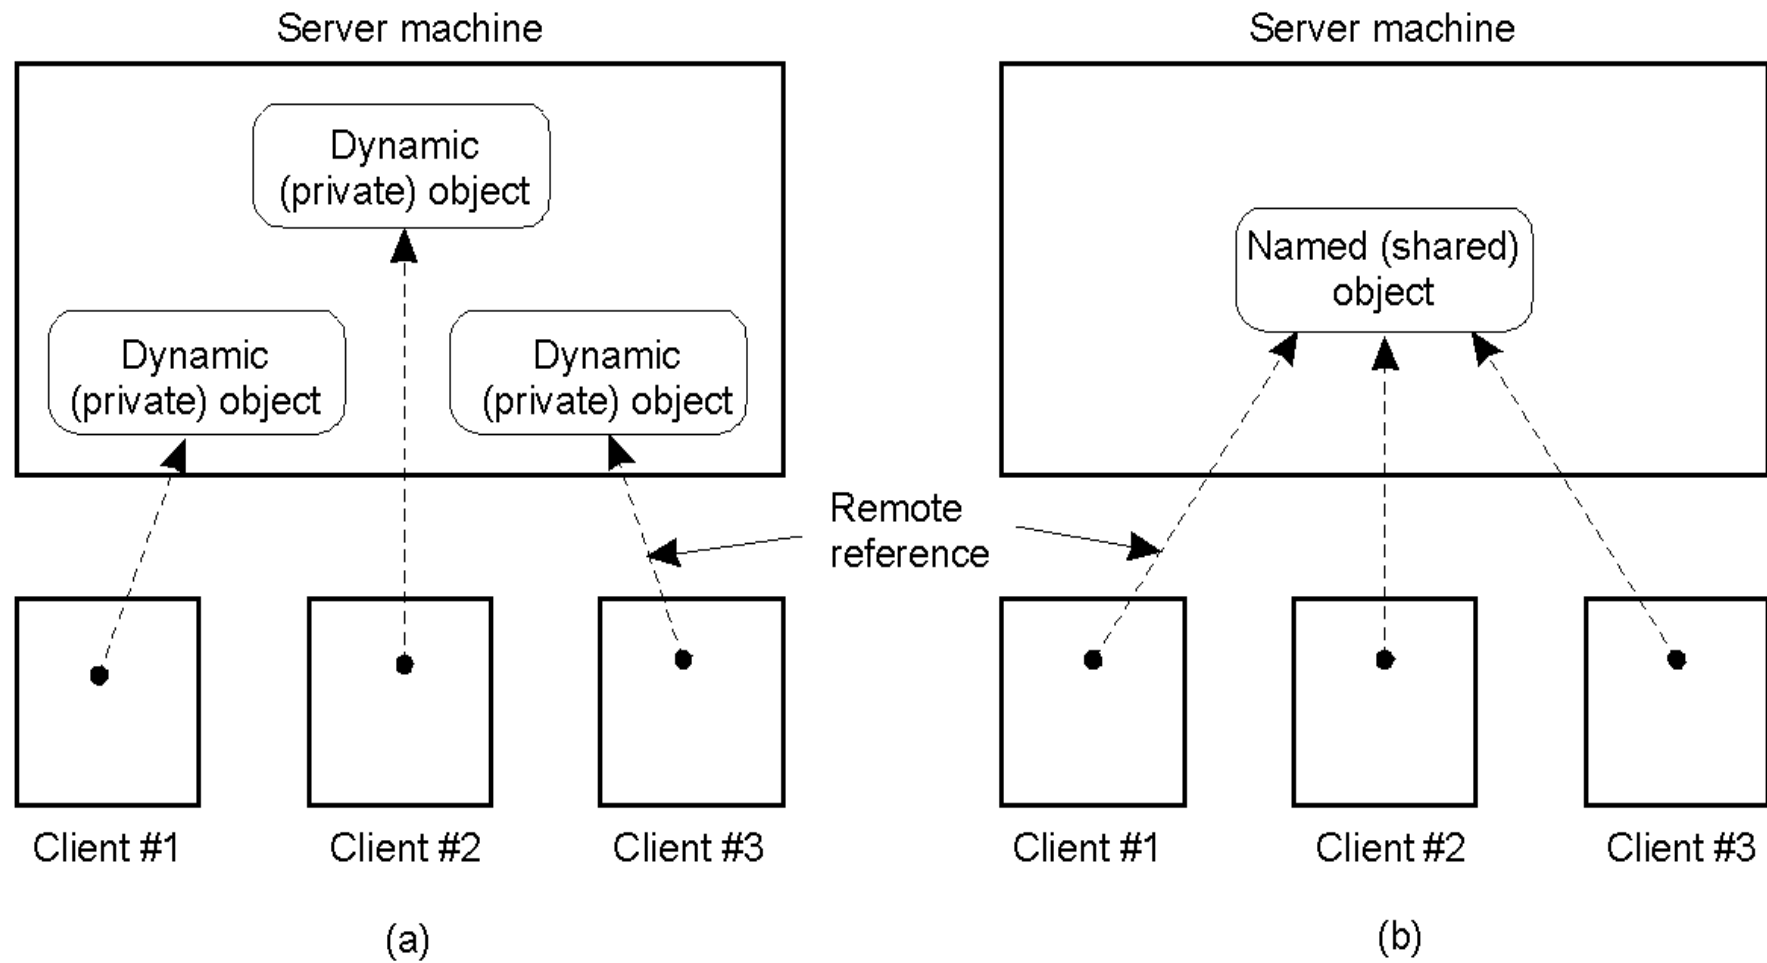 Server machine
Dynamic
(private) object
Dynamic
(private) object
Dynamic
(private) object
Client #1
Client #2
Client #3
(a)
Remote
reference
Server machine
Named (shared)
object
Client #1
Client #2
Client #3
(b)